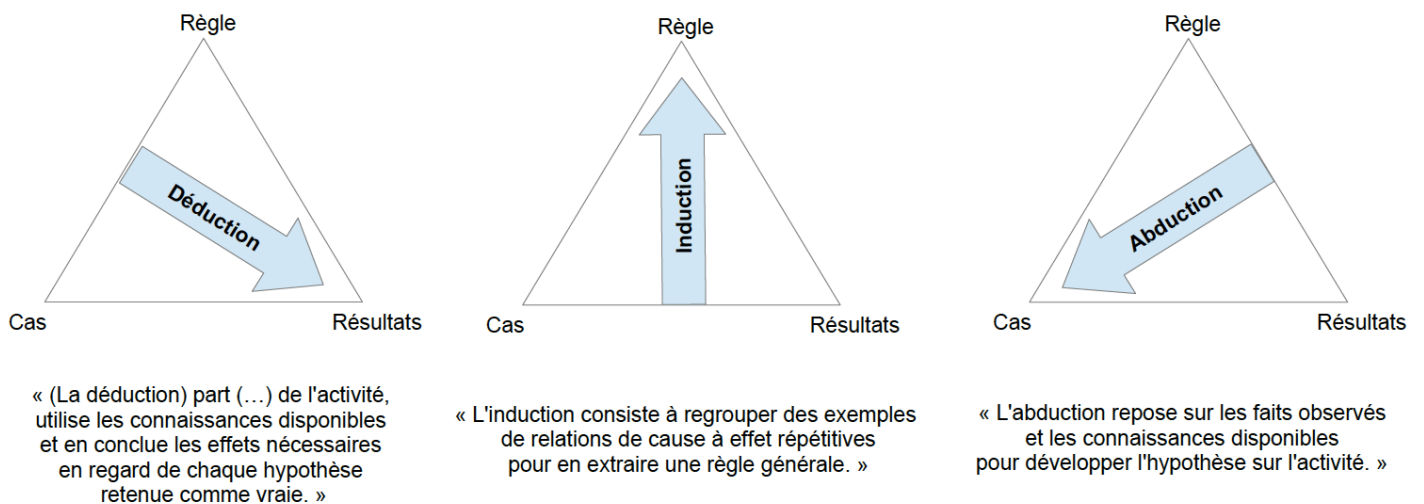 Règle
Déduction
Cas
Résultats
« (La déduction) part (…) de l'activité,
utilise les connaissances disponibles
et en conclue les effets nécessaires
en regard de chaque hypothèse
retenue comme vraie. »
Règle
Induction
Cas
Résultats
« L'induction consiste à regrouper des exemples
de relations de cause à effet répétitives
pour en extraire une règle générale. »
Règle
Abduction
Cas
Résultats
« L'abduction repose sur les faits observés
et les connaissances disponibles
pour développer l'hypothèse sur l'activité. »